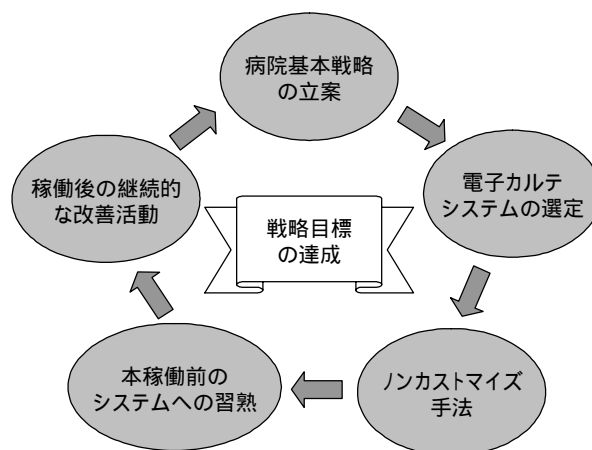 病院基本戦略
の立案
電子カルテ
システムの選定
ノンカストマイズ
手法
本稼働前の
システムへの習熟
稼働後の継続的
な改善活動
戦略目標
の達成